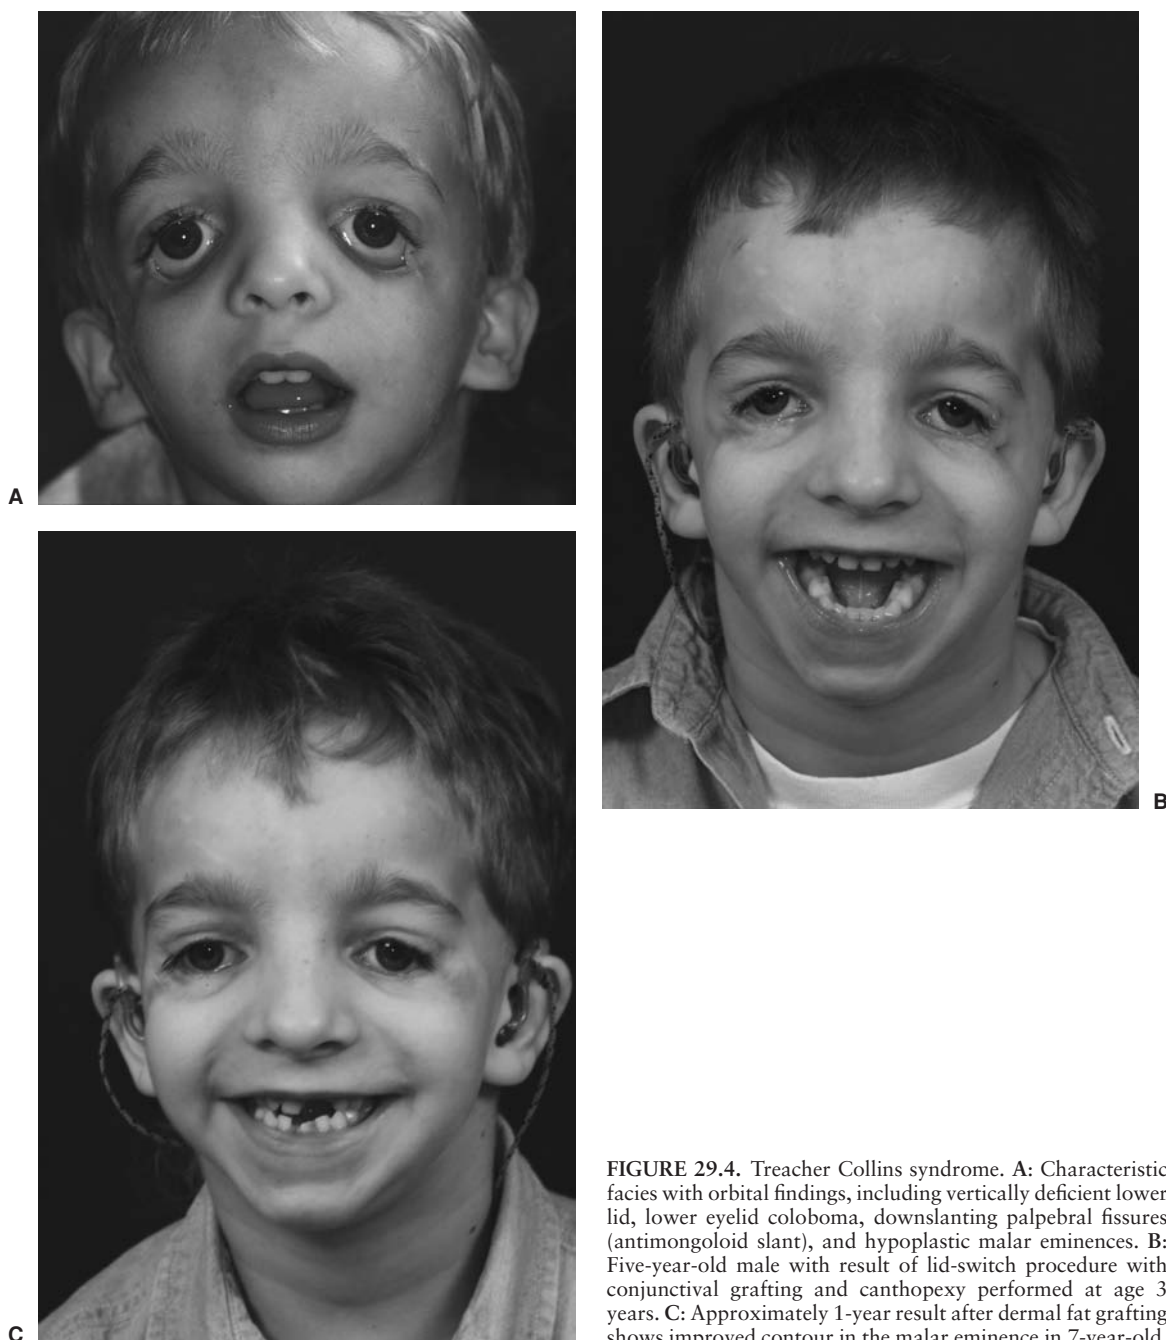 A
B
C
FIGURE 29.4. Treacher Collins syndrome. A: Characteristic
facies with orbital findings, including vertically deficient lower
lid, lower eyelid coloboma, downslanting palpebral fissures
(antimongoloid slant), and hypoplastic malar eminences. B:
Five-year-old male with result of lid-switch procedure with
conjunctival grafting and canthopexy performed at age 3
years. C: Approximately 1-year result after dermal fat grafting
shows improved contour in the malar eminence in 7-year-old